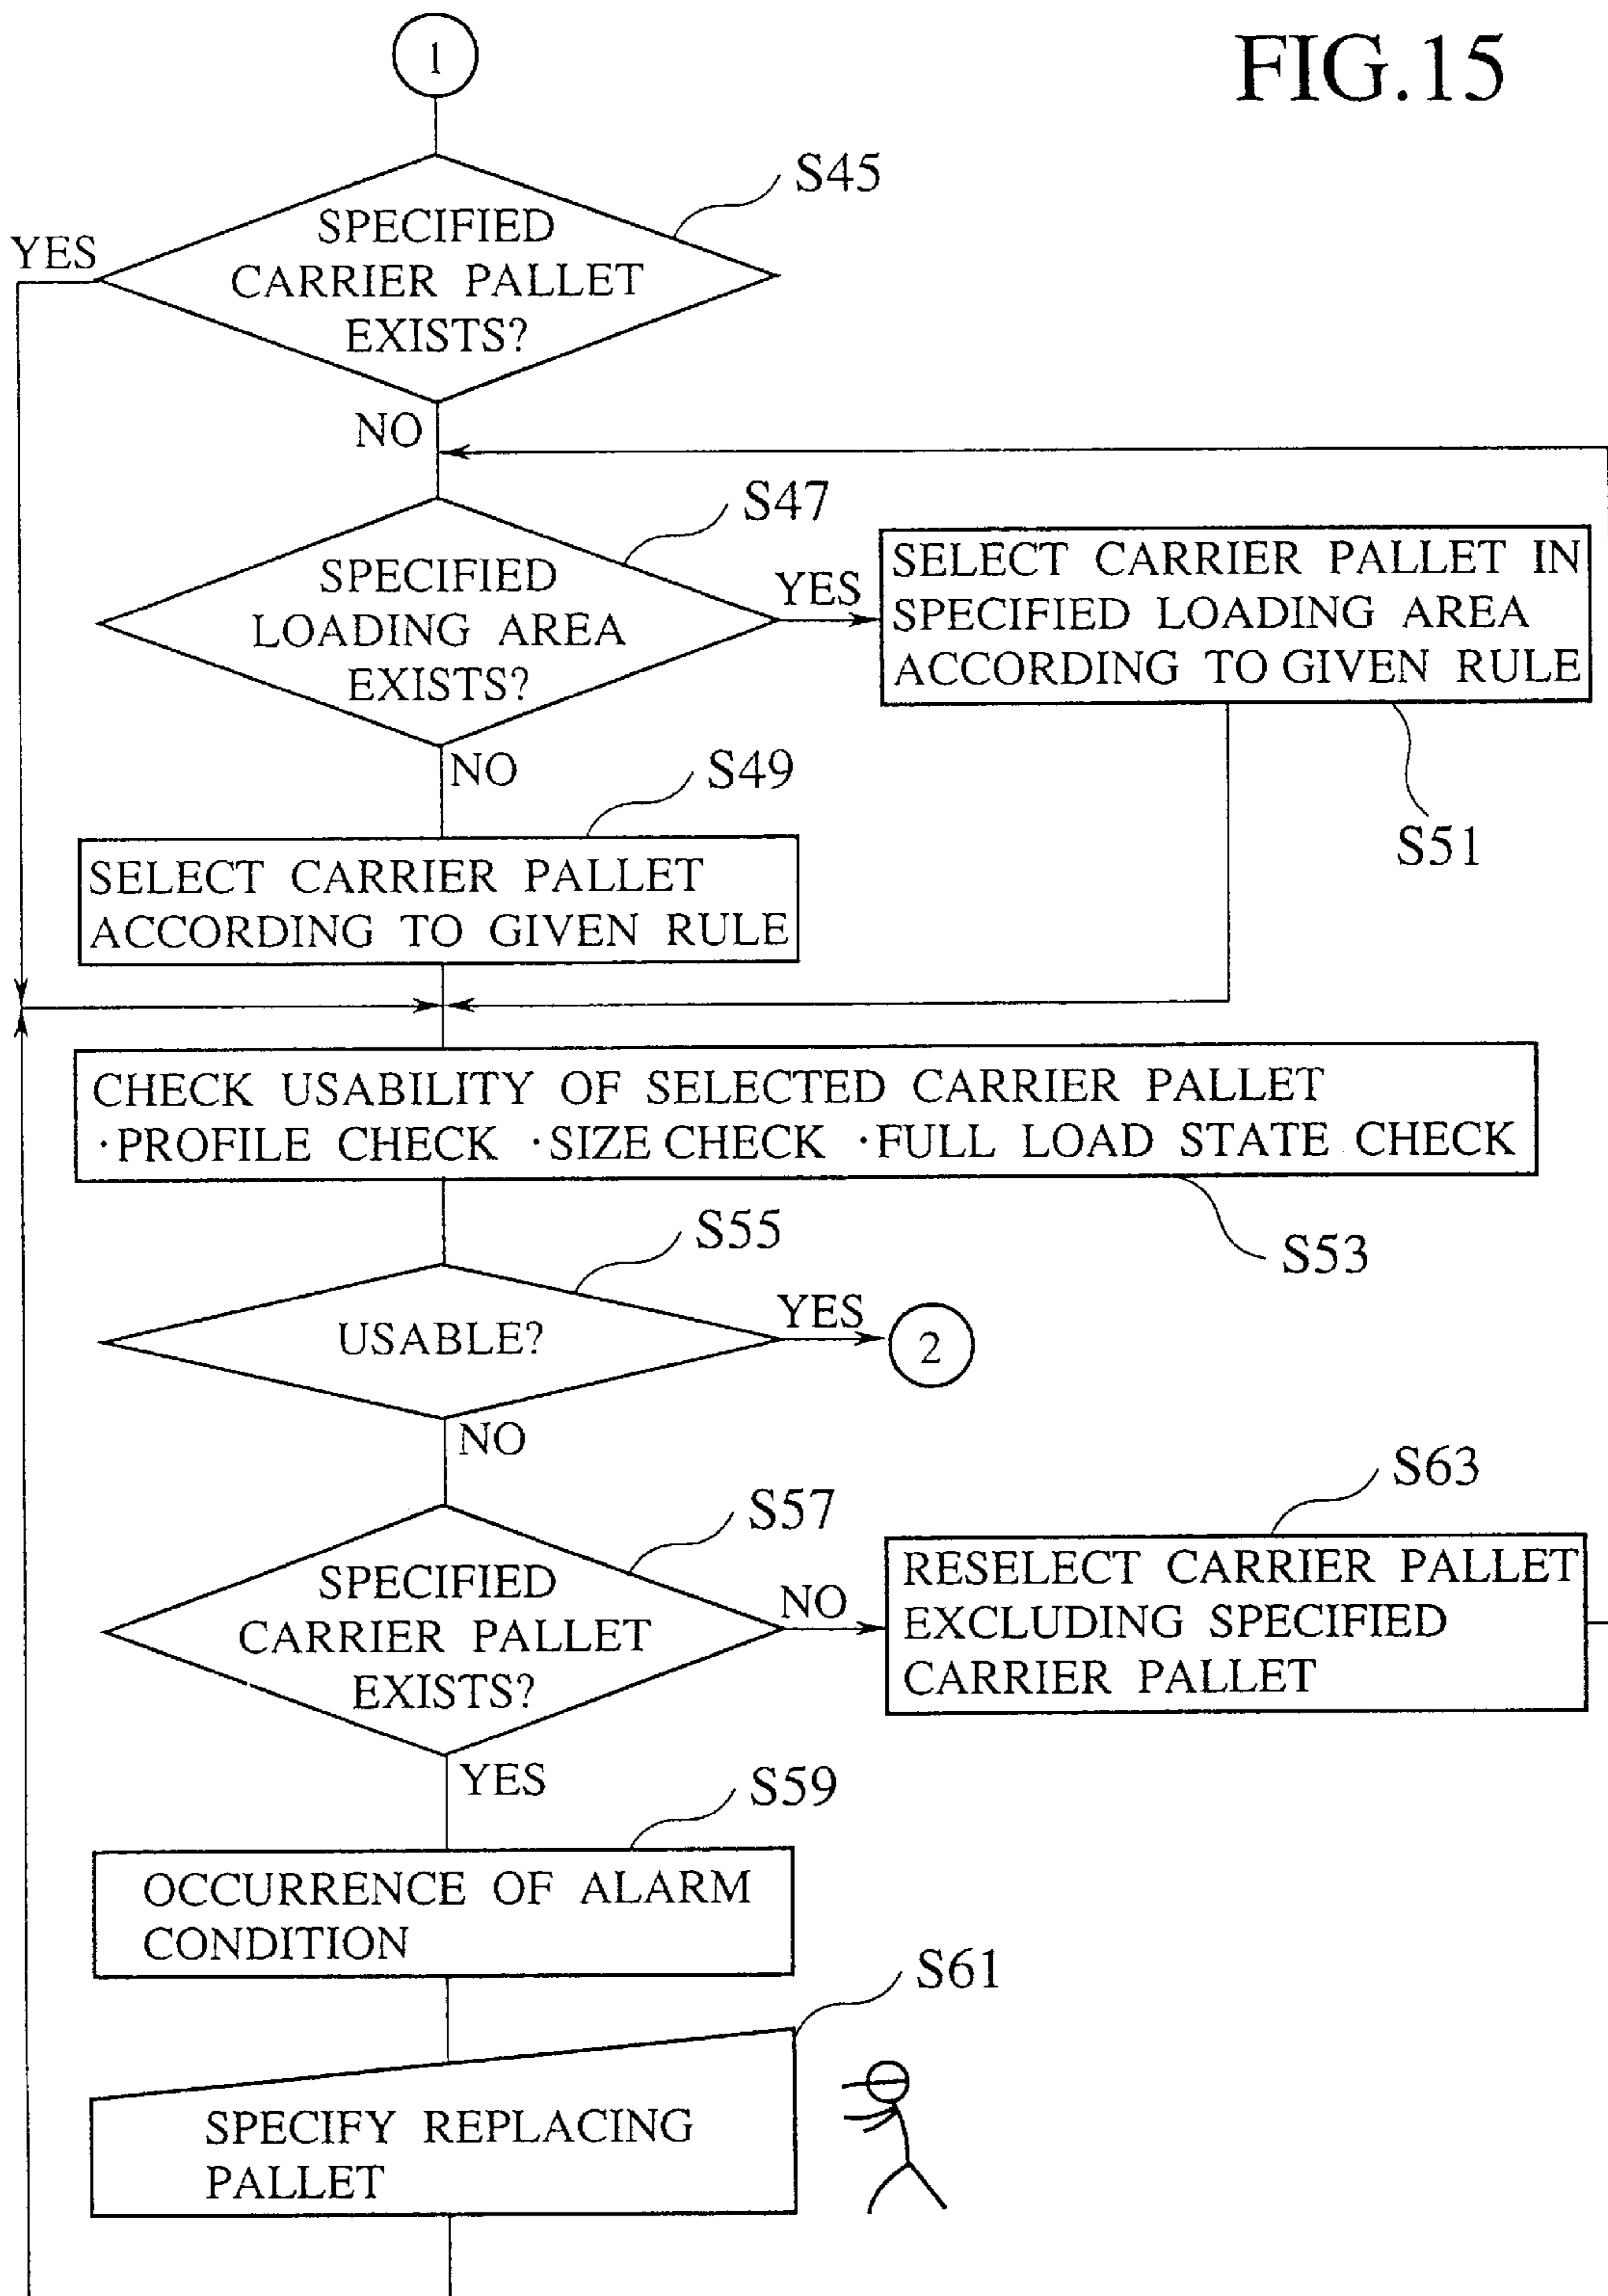 FIG.15
1
S45
SPECIFIED
CARRIER PALLET
EXISTS?
YES
NO
S47
SPECIFIED
LOADING AREA
EXISTS?
YES
SELECT CARRIER PALLET IN
SPECIFIED LOADING AREA
ACCORDING TO GIVEN RULE
S51
NO
S49
SELECT CARRIER PALLET
ACCORDING TO GIVEN RULE
CHECK USABILITY OF SELECTED CARRIER PALLET
·PROFILE CHECK ·SIZE CHECK ·FULL LOAD STATE CHECK
S53
S55
USABLE?
YES
2
NO
S57
SPECIFIED
CARRIER PALLET
EXISTS?
NO
S63
RESELECT CARRIER PALLET
EXCLUDING SPECIFIED
CARRIER PALLET
YES
S59
OCCURRENCE OF ALARM
CONDITION
S61
SPECIFY REPLACING
PALLET